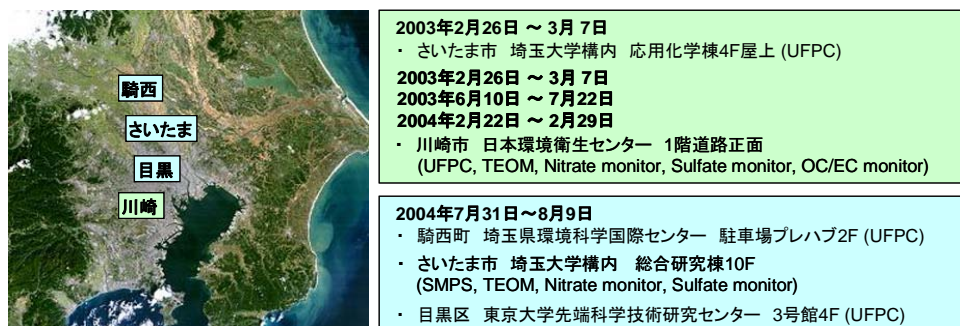 騎西
さいたま
目黒
川崎
2003年2月26日 ～ 3月 7日
・ さいたま市 埼玉大学構内 応用化学棟4F屋上 (UFPC)
2003年2月26日 ～ 3月 7日
2003年6月10日 ～ 7月22日
2004年2月22日 ～ 2月29日
・ 川崎市 日本環境衛生センター 1階道路正面
(UFPC, TEOM, Nitrate monitor, Sulfate monitor, OC/EC monitor)
2004年7月31日～8月9日
・ 騎西町 埼玉県環境科学国際センター 駐車場プレハブ2F (UFPC)
・ さいたま市 埼玉大学構内 総合研究棟10F
(SMPS, TEOM, Nitrate monitor, Sulfate monitor)
・ 目黒区 東京大学先端科学技術研究センター 3号館4F (UFPC)